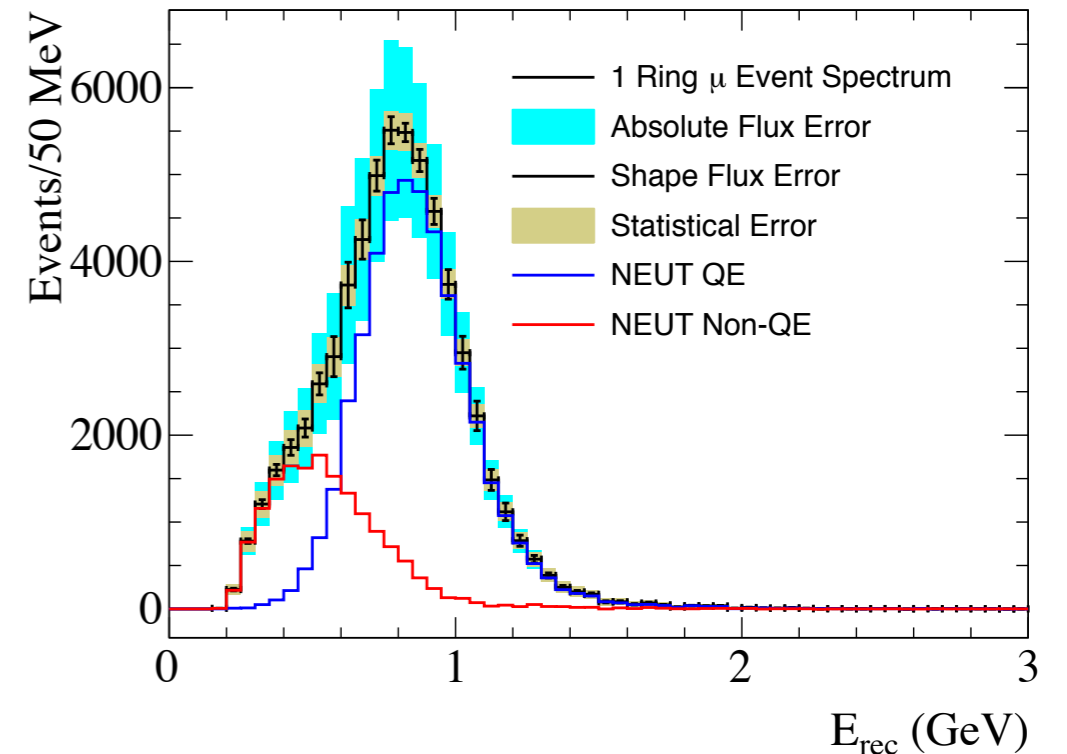 Events/50 MeV
6000
4000
2000
0
1 Ring μ Event Spectrum
Absolute Flux Error
Shape Flux Error
Statistical Error
NEUT QE
NEUT Non-QE
0 1 2 3
E_rec (GeV)